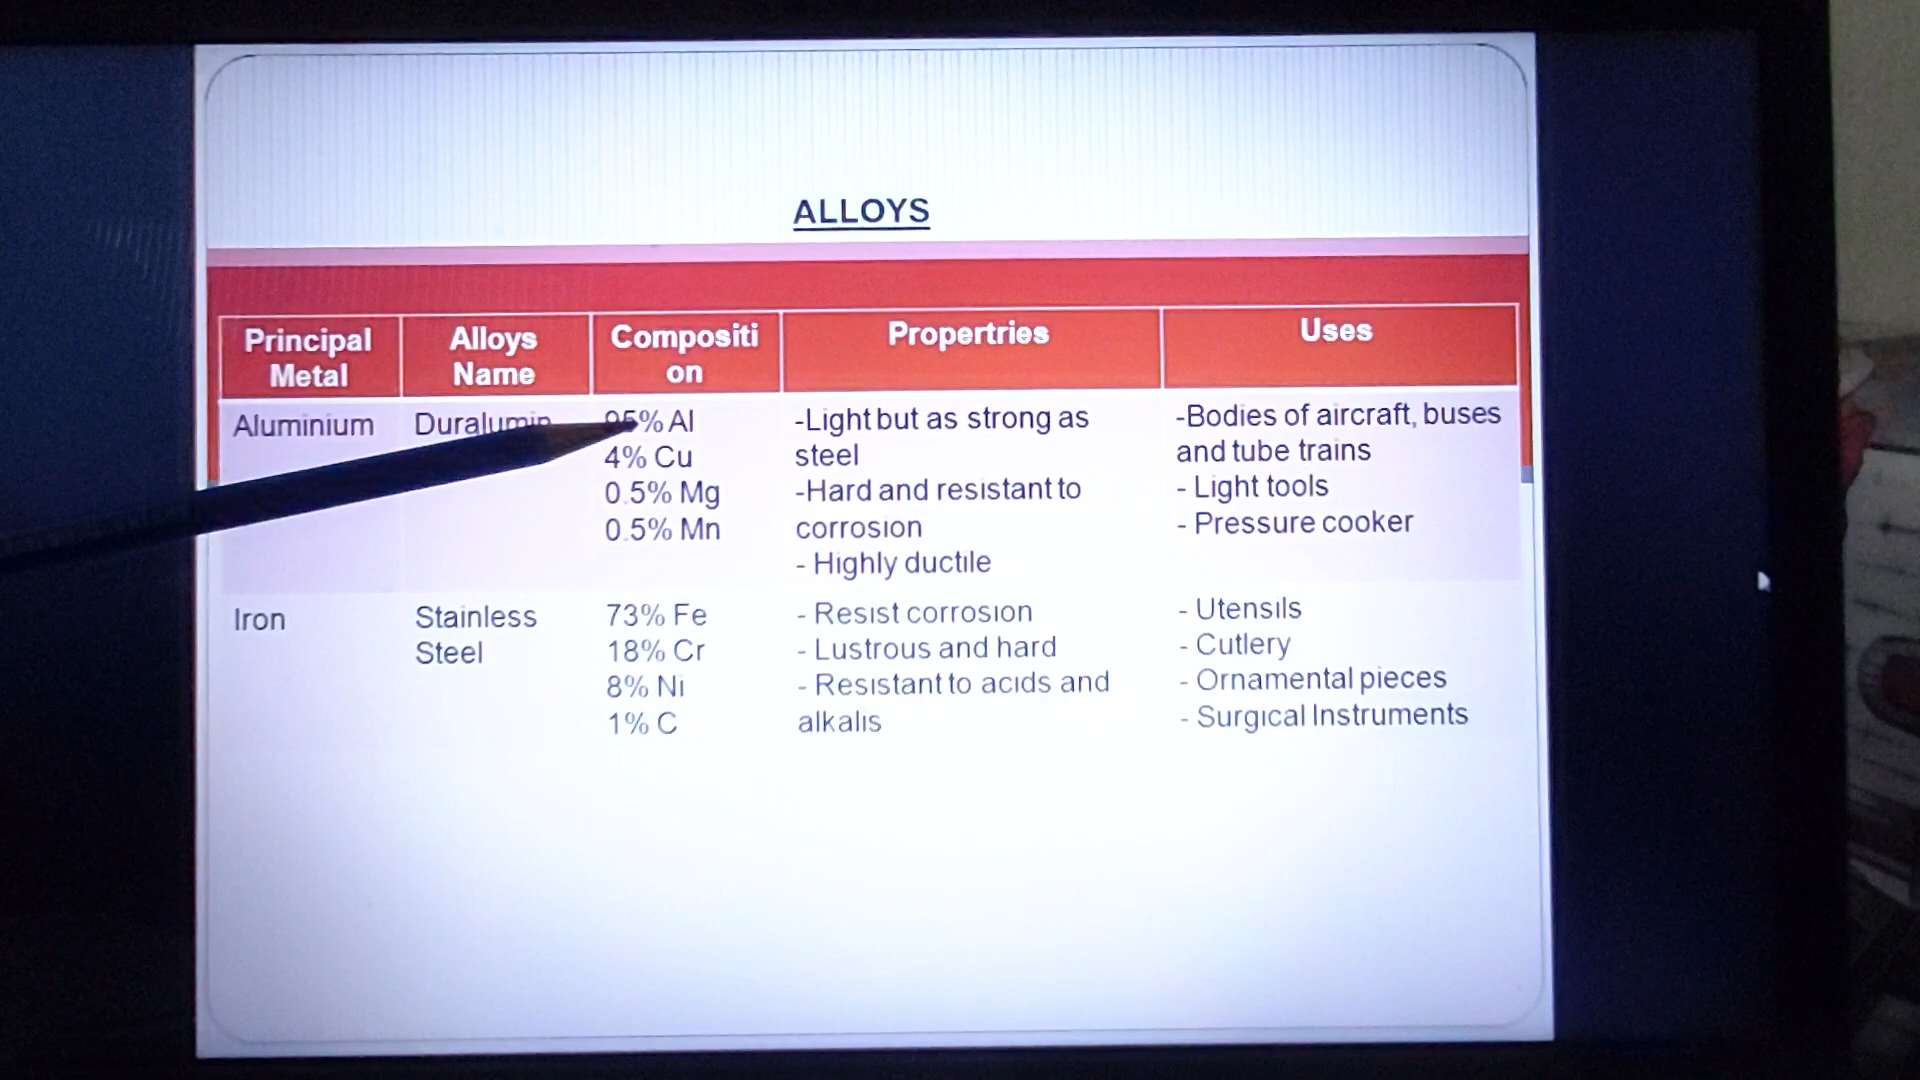 ALLOYS
Principal Metal
Alloys Name
Compositi on
Propertries
Uses
Aluminium
Duralumin
95% Al
4% Cu
0.5% Mg
0.5% Mn
-Light but as strong as
steel
-Hard and resistant to
corrosion
- Highly ductile
-Bodies of aircraft, buses
and tube trains
- Light tools
- Pressure cooker
Iron
Stainless
Steel
73% Fe
18% Cr
8% Ni
1% C
- Resist corrosion
- Lustrous and hard
- Resistant to acids and
alkalis
- Utensils
- Cutlery
- Ornamental pieces
- Surgical Instruments